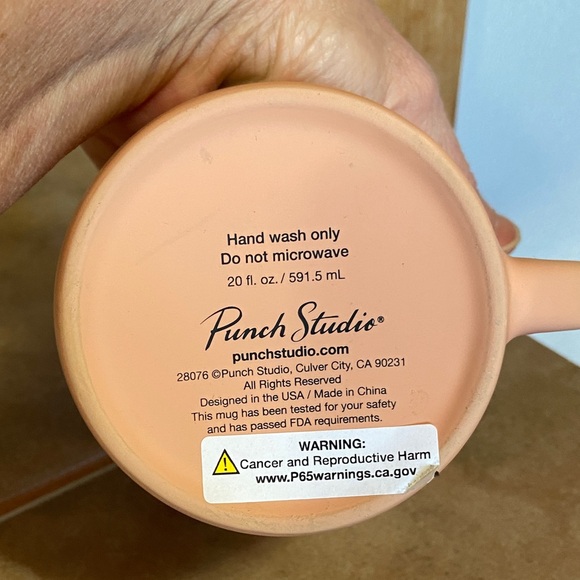 Hand wash only
Do not microwave
20 fl. oz. / 591.5 mL
Punch Studio®
punchstudio.com
28076 ©Punch Studio, Culver City, CA 90231
All Rights Reserved
Designed in the USA / Made in China
This mug has been tested for your safety
and has passed FDA requirements.
WARNING:
Cancer and Reproductive Harm
www.P65warnings.ca.gov